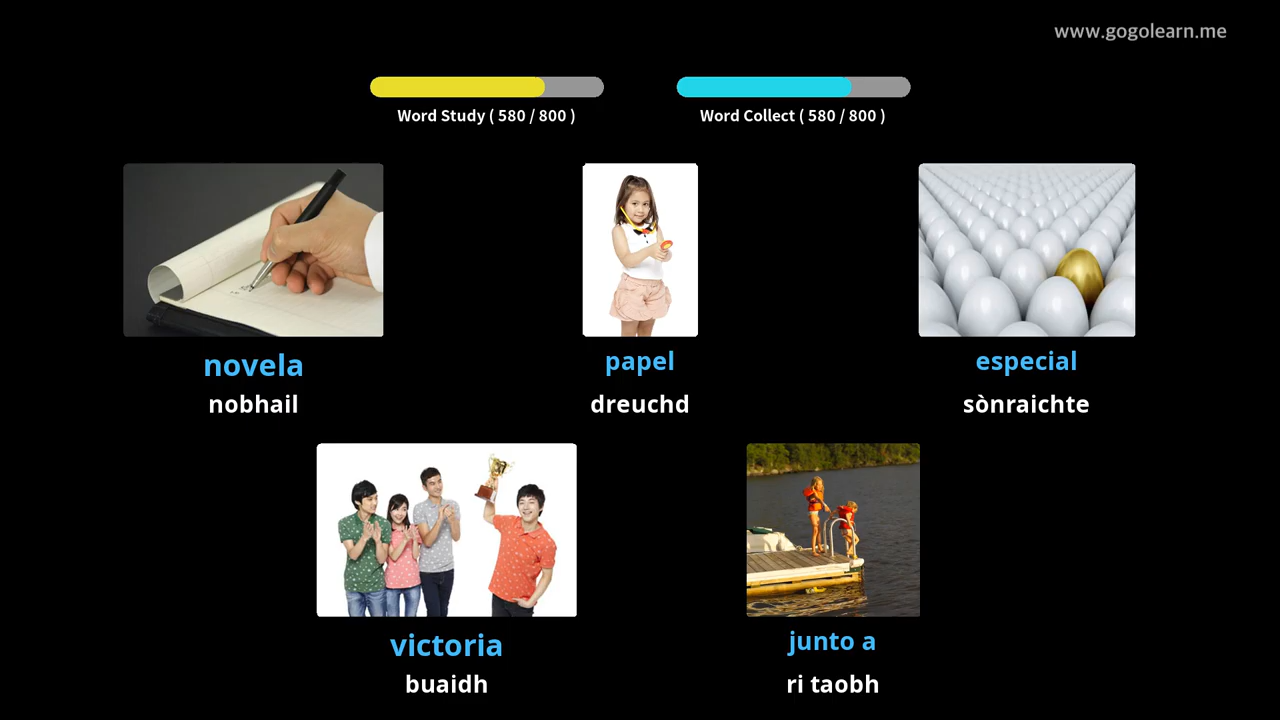 www.gogolearn.me
Word Study ( 580 / 800 )
Word Collect ( 580 / 800 )
novela
nobhail
papel
dreuchd
especial
sònraichte
victoria
buaidh
junto a
ri taobh